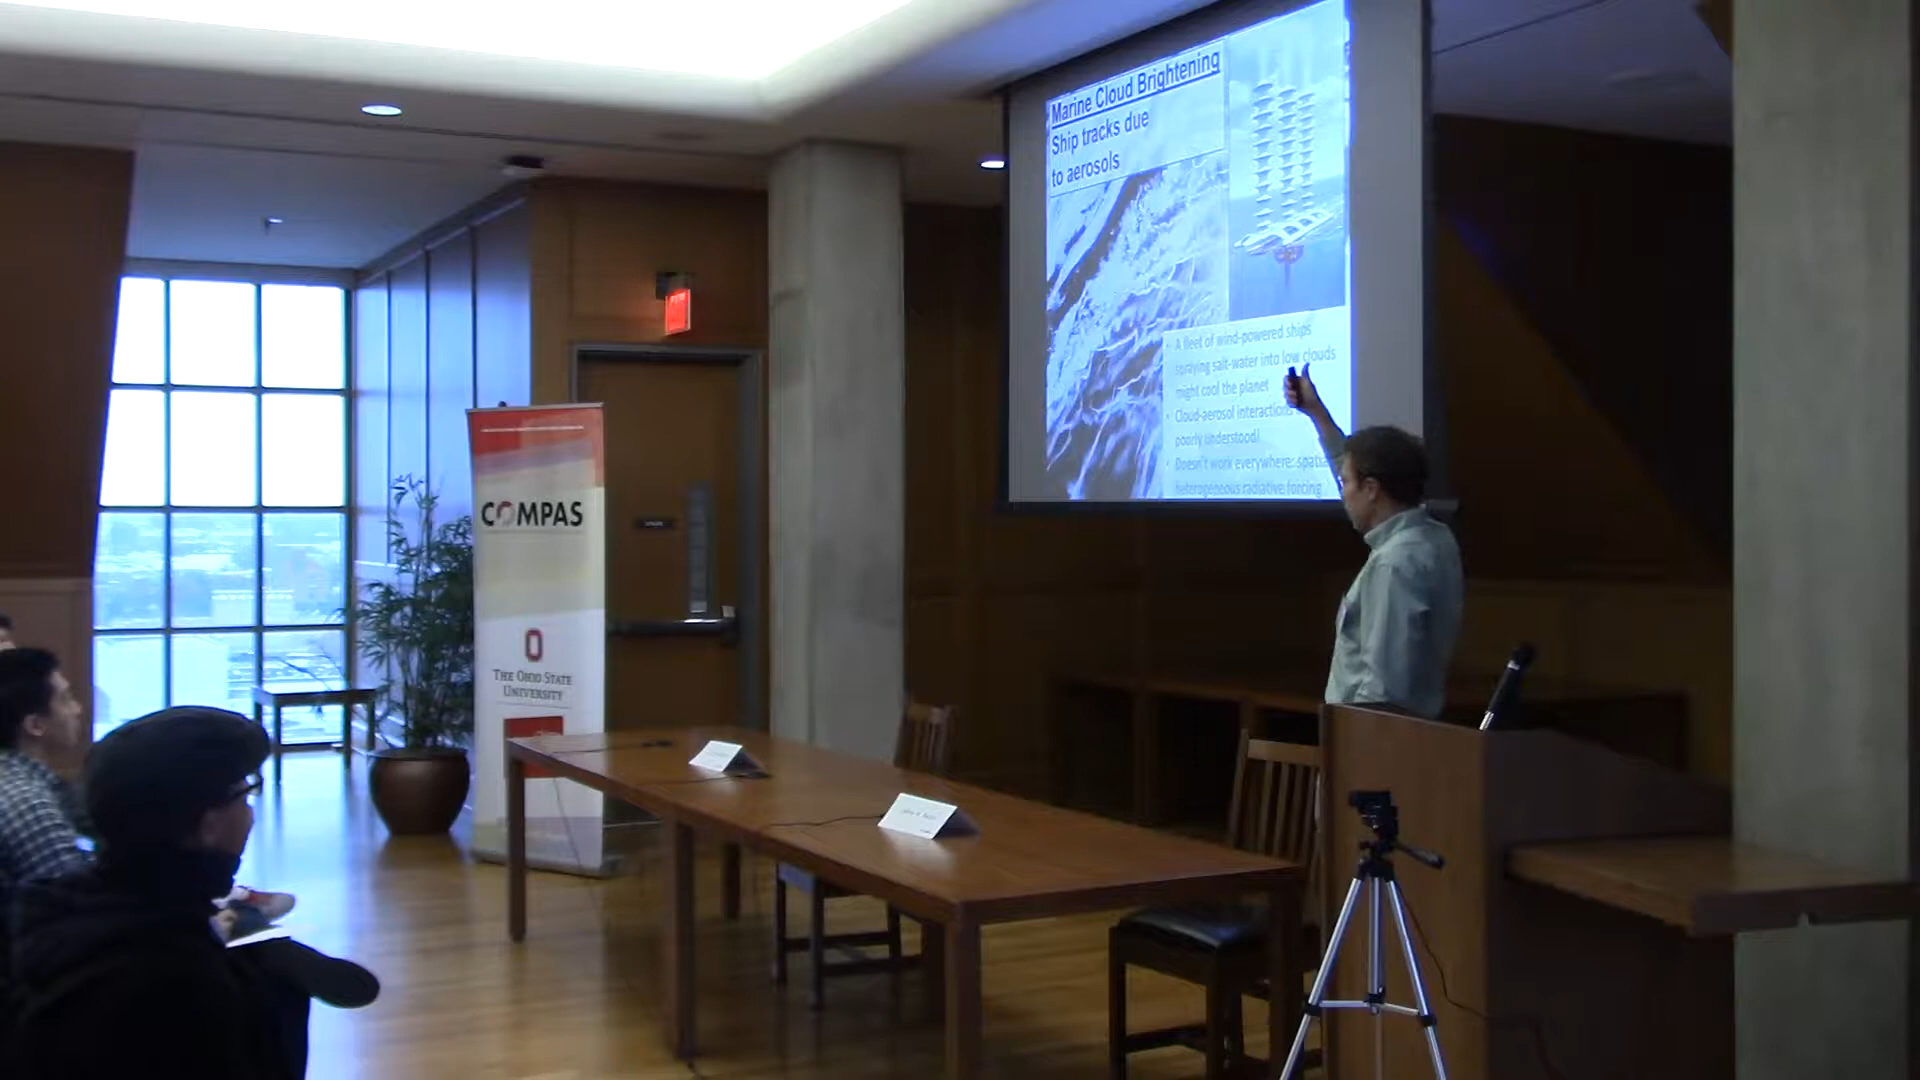 Marine Cloud Brightening
Ship tracks due
to aerosols
• A fleet of wind-powered ships
spraying salt-water into low clouds
might cool the planet
• Cloud-aerosol interactions
poorly understood!
• Doesn't work everywhere: spatia
heterogeneous radiative forcing
COMPAS
THE OHIO STATE
UNIVERSITY